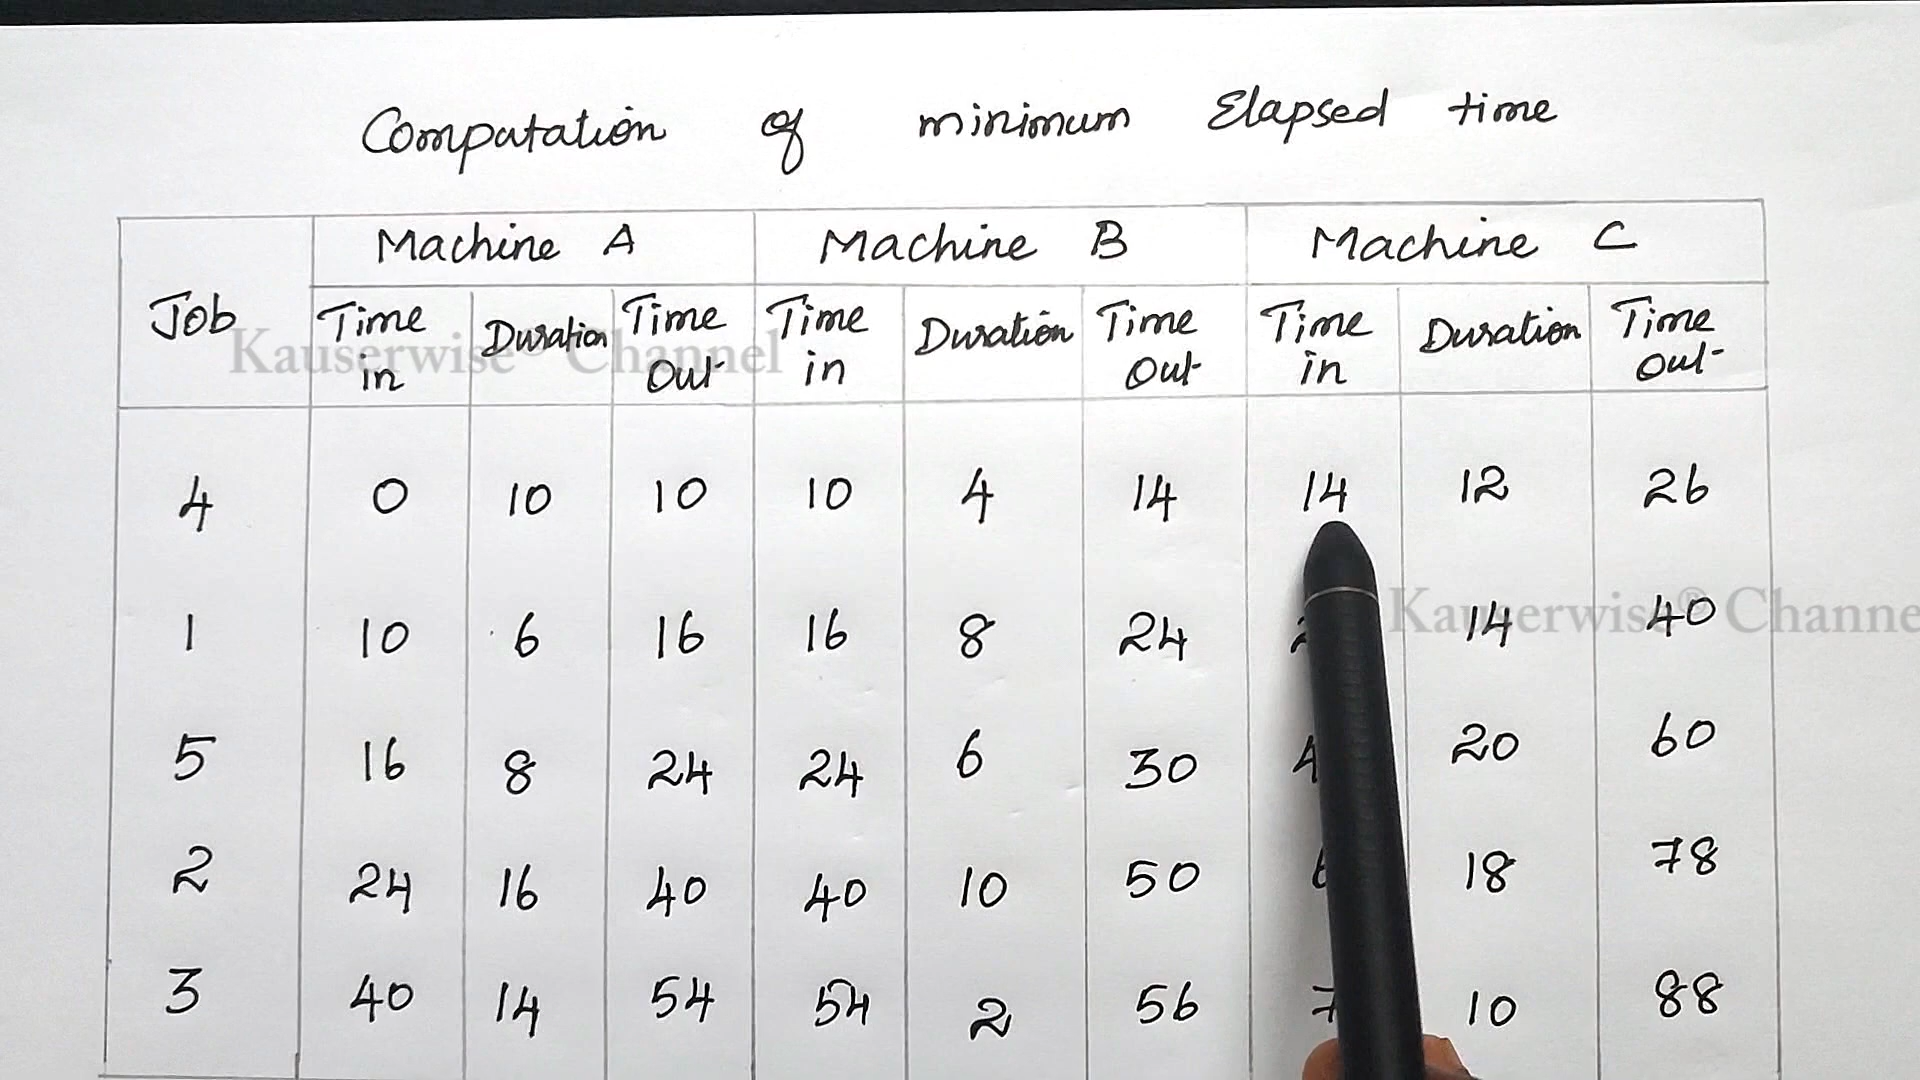 Computation of minimum Elapsed time
Machine A Machine B Machine C
Job Time in Duration Time Out Time in Duration Time Out Time in Duration Time Out
Kauserwise® Channel
4 0 10 10 10 4 14 14 12 26
Kauserwise® Channe
1 10 6 16 16 8 24 14 40
5 16 8 24 24 6 30 20 60
2 24 16 40 40 10 50 18 78
3 40 14 54 54 2 56 10 88